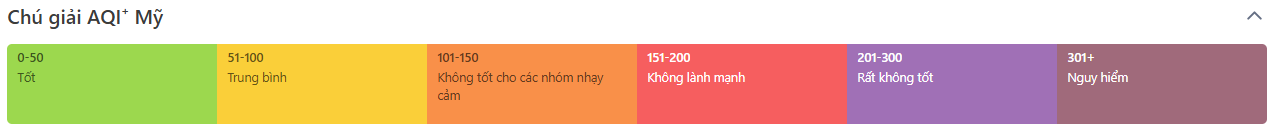 Chú giải AQI⁺ Mỹ
0-50
Tốt
51-100
Trung bình
101-150
Không tốt cho các nhóm nhạy
cảm
151-200
Không lành mạnh
201-300
Rất không tốt
301+
Nguy hiểm